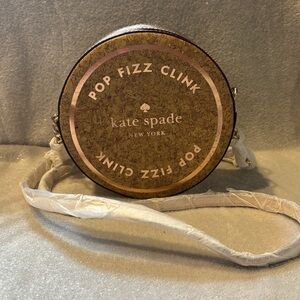 POP FIZZ CLINK
kate spade
NEW YORK
POP FIZZ CLINK